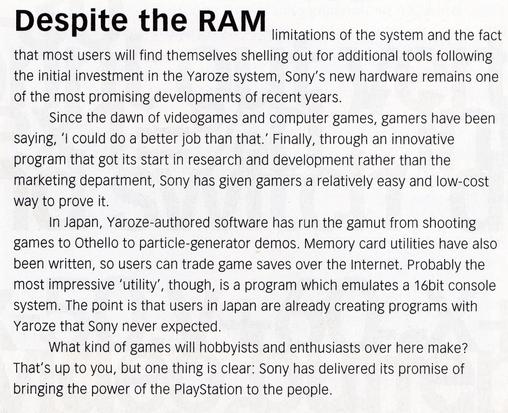 Despite the RAM limitations of the system and the fact
that most users will find themselves shelling out for additional tools following
the initial investment in the Yaroze system, Sony's new hardware remains one
of the most promising developments of recent years.
Since the dawn of videogames and computer games, gamers have been
saying, 'I could do a better job than that.' Finally, through an innovative
program that got its start in research and development rather than the
marketing department, Sony has given gamers a relatively easy and low-cost
way to prove it.
In Japan, Yaroze-authored software has run the gamut from shooting
games to Othello to particle-generator demos. Memory card utilities have also
been written, so users can trade game saves over the Internet. Probably the
most impressive 'utility', though, is a program which emulates a 16bit console
system. The point is that users in Japan are already creating programs with
Yaroze that Sony never expected.
What kind of games will hobbyists and enthusiasts over here make?
That's up to you, but one thing is clear: Sony has delivered its promise of
bringing the power of the PlayStation to the people.